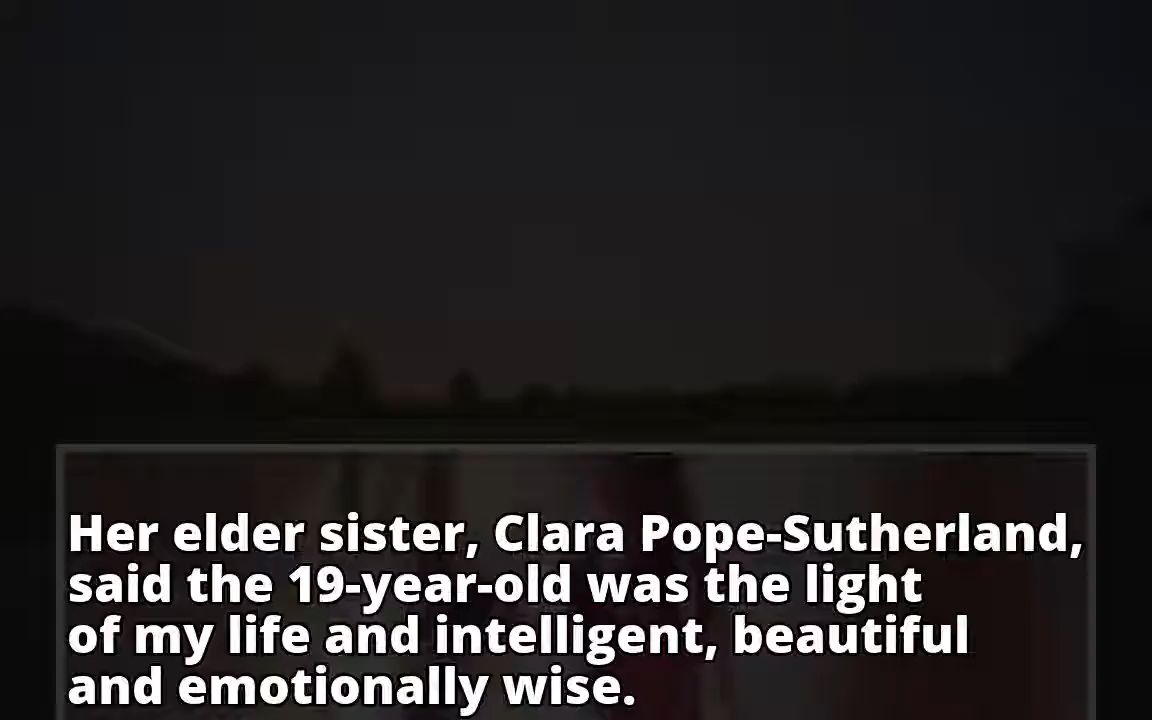 Her elder sister, Clara Pope-Sutherland,
said the 19-year-old was the light
of my life and intelligent, beautiful
and emotionally wise.